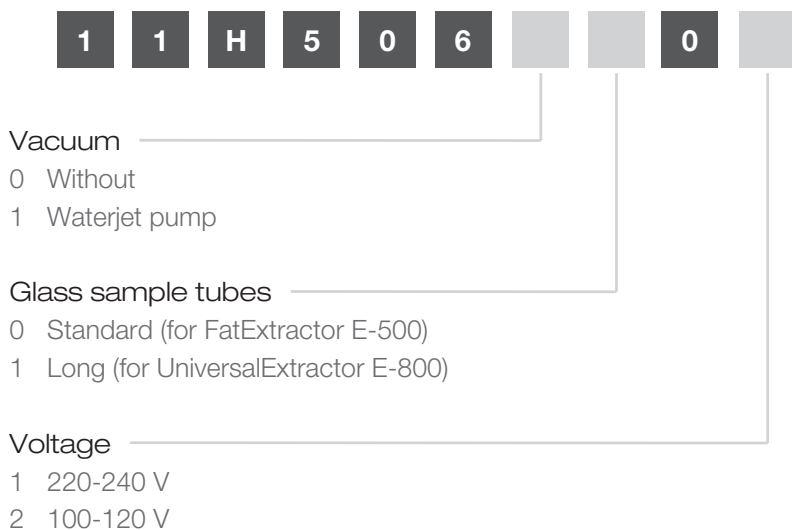 1 1 H 5 0 6 0
Vacuum
0 Without
1 Waterjet pump
Glass sample tubes
0 Standard (for FatExtractor E-500)
1 Long (for UniversalExtractor E-800)
Voltage
1 220-240 V
2 100-120 V